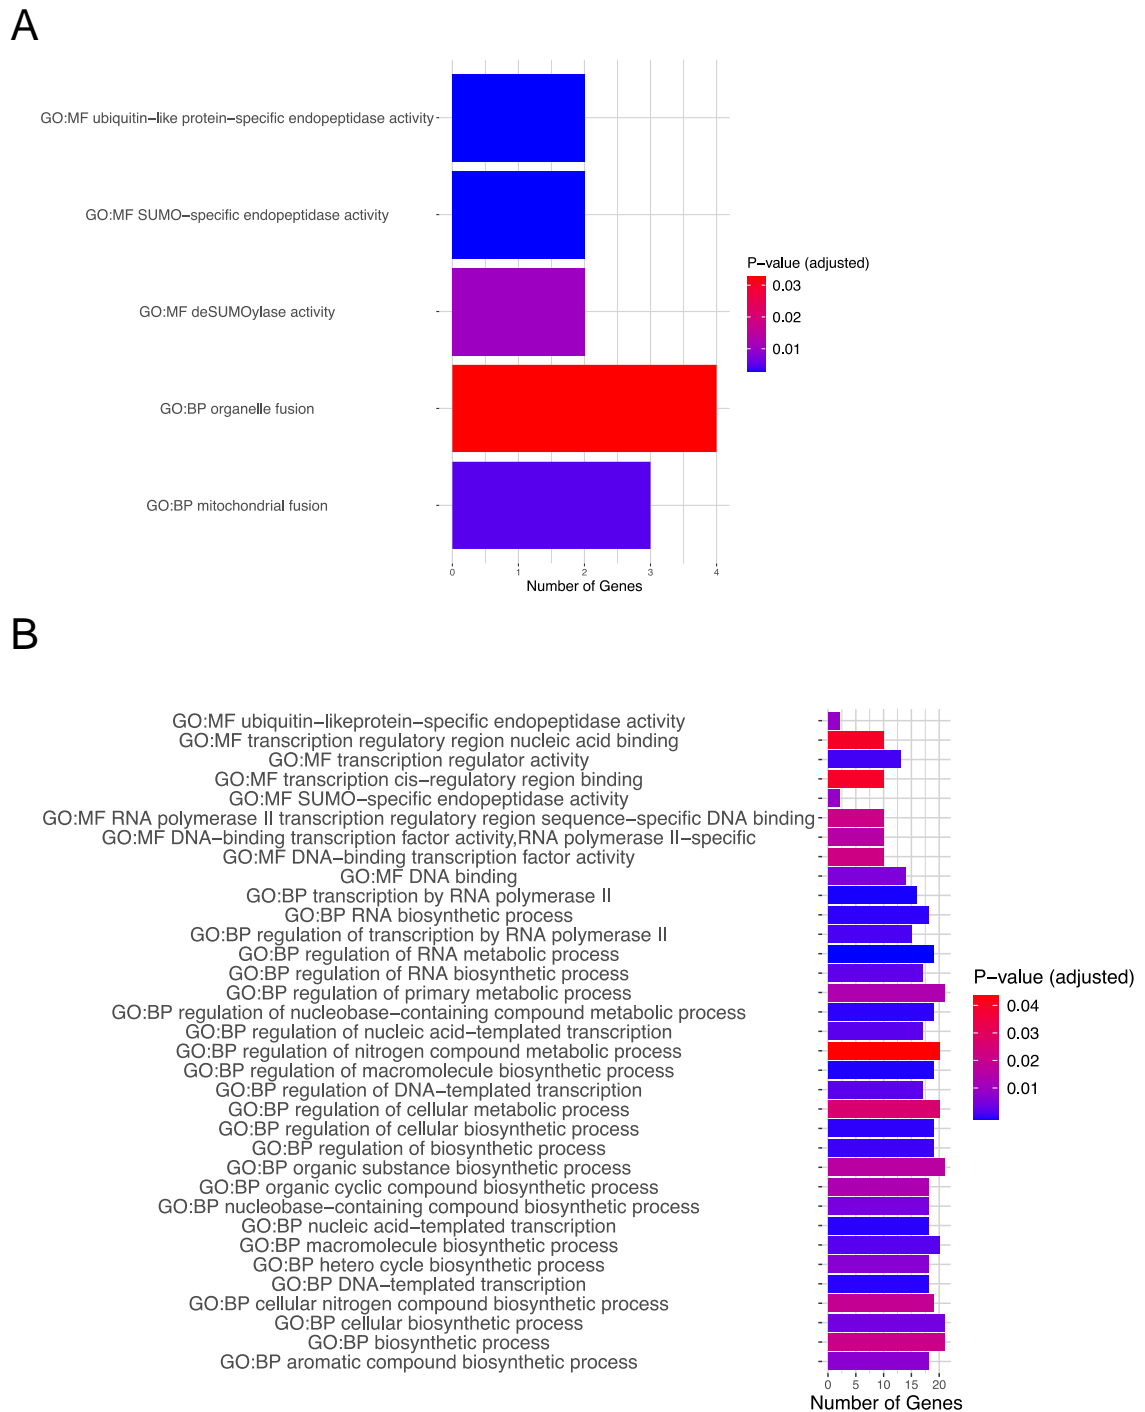 A
GO:MF ubiquitin−like protein−specific endopeptidase activity
GO:MF SUMO−specific endopeptidase activity
GO:MF deSUMOylase activity
GO:BP organelle fusion
GO:BP mitochondrial fusion
0 1 2 3 4
Number of Genes
P−value (adjusted)
0.03
0.02
0.01
B
GO:MF ubiquitin−likeprotein−specific endopeptidase activity
GO:MF transcription regulatory region nucleic acid binding
GO:MF transcription regulator activity
GO:MF transcription cis−regulatory region binding
GO:MF SUMO−specific endopeptidase activity
GO:MF RNA polymerase II transcription regulatory region sequence−specific DNA binding
GO:MF DNA−binding transcription factor activity,RNA polymerase II−specific
GO:MF DNA−binding transcription factor activity
GO:MF DNA binding
GO:BP transcription by RNA polymerase II
GO:BP RNA biosynthetic process
GO:BP regulation of transcription by RNA polymerase II
GO:BP regulation of RNA metabolic process
GO:BP regulation of RNA biosynthetic process
GO:BP regulation of primary metabolic process
GO:BP regulation of nucleobase−containing compound metabolic process
GO:BP regulation of nucleic acid−templated transcription
GO:BP regulation of nitrogen compound metabolic process
GO:BP regulation of macromolecule biosynthetic process
GO:BP regulation of DNA−templated transcription
GO:BP regulation of cellular metabolic process
GO:BP regulation of cellular biosynthetic process
GO:BP regulation of biosynthetic process
GO:BP organic substance biosynthetic process
GO:BP organic cyclic compound biosynthetic process
GO:BP nucleobase−containing compound biosynthetic process
GO:BP nucleic acid−templated transcription
GO:BP macromolecule biosynthetic process
GO:BP hetero cycle biosynthetic process
GO:BP DNA−templated transcription
GO:BP cellular nitrogen compound biosynthetic process
GO:BP cellular biosynthetic process
GO:BP biosynthetic process
GO:BP aromatic compound biosynthetic process
0 5 10 15 20
Number of Genes
P−value (adjusted)
0.04
0.03
0.02
0.01